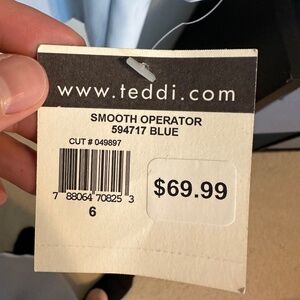 www.teddi.com
SMOOTH OPERATOR
594717 BLUE
CUT # 049897
7 88064 70825 3
6
$69.99